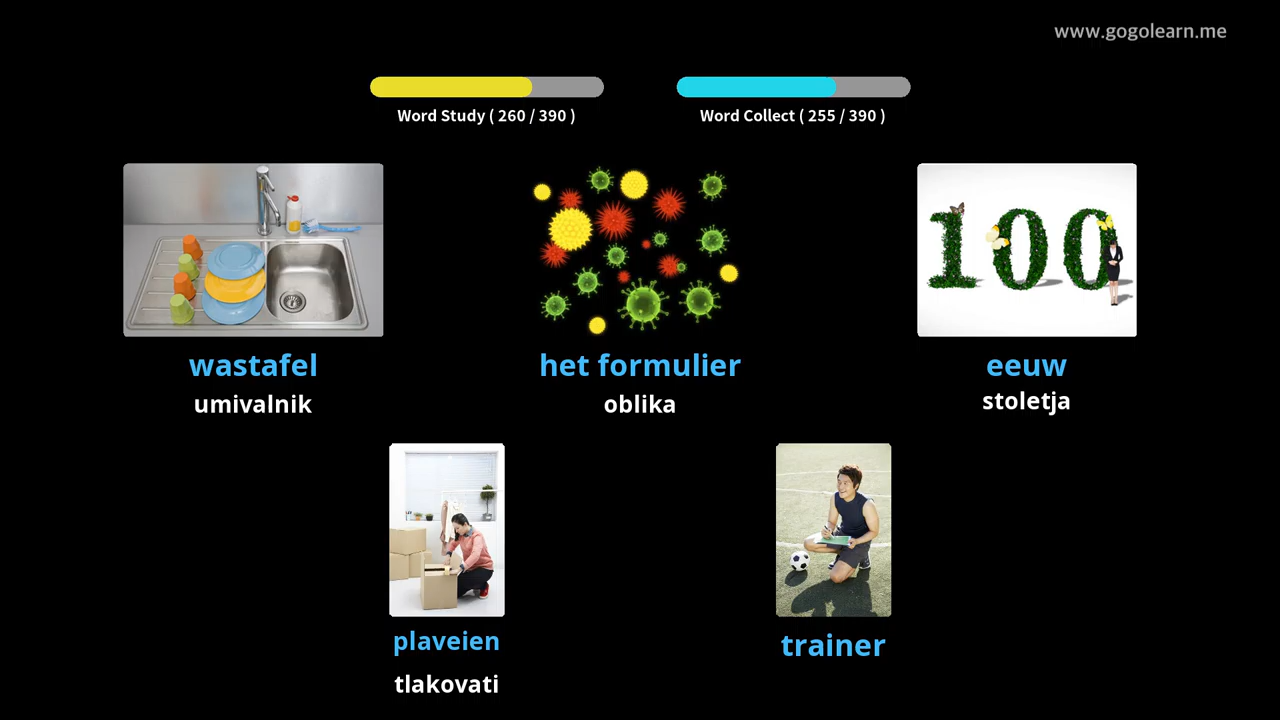 www.gogolearn.me
Word Study ( 260 / 390 )
Word Collect ( 255 / 390 )
100
wastafel
umivalnik
het formulier
oblika
eeuw
stoletja
plaveien
tlakovati
trainer